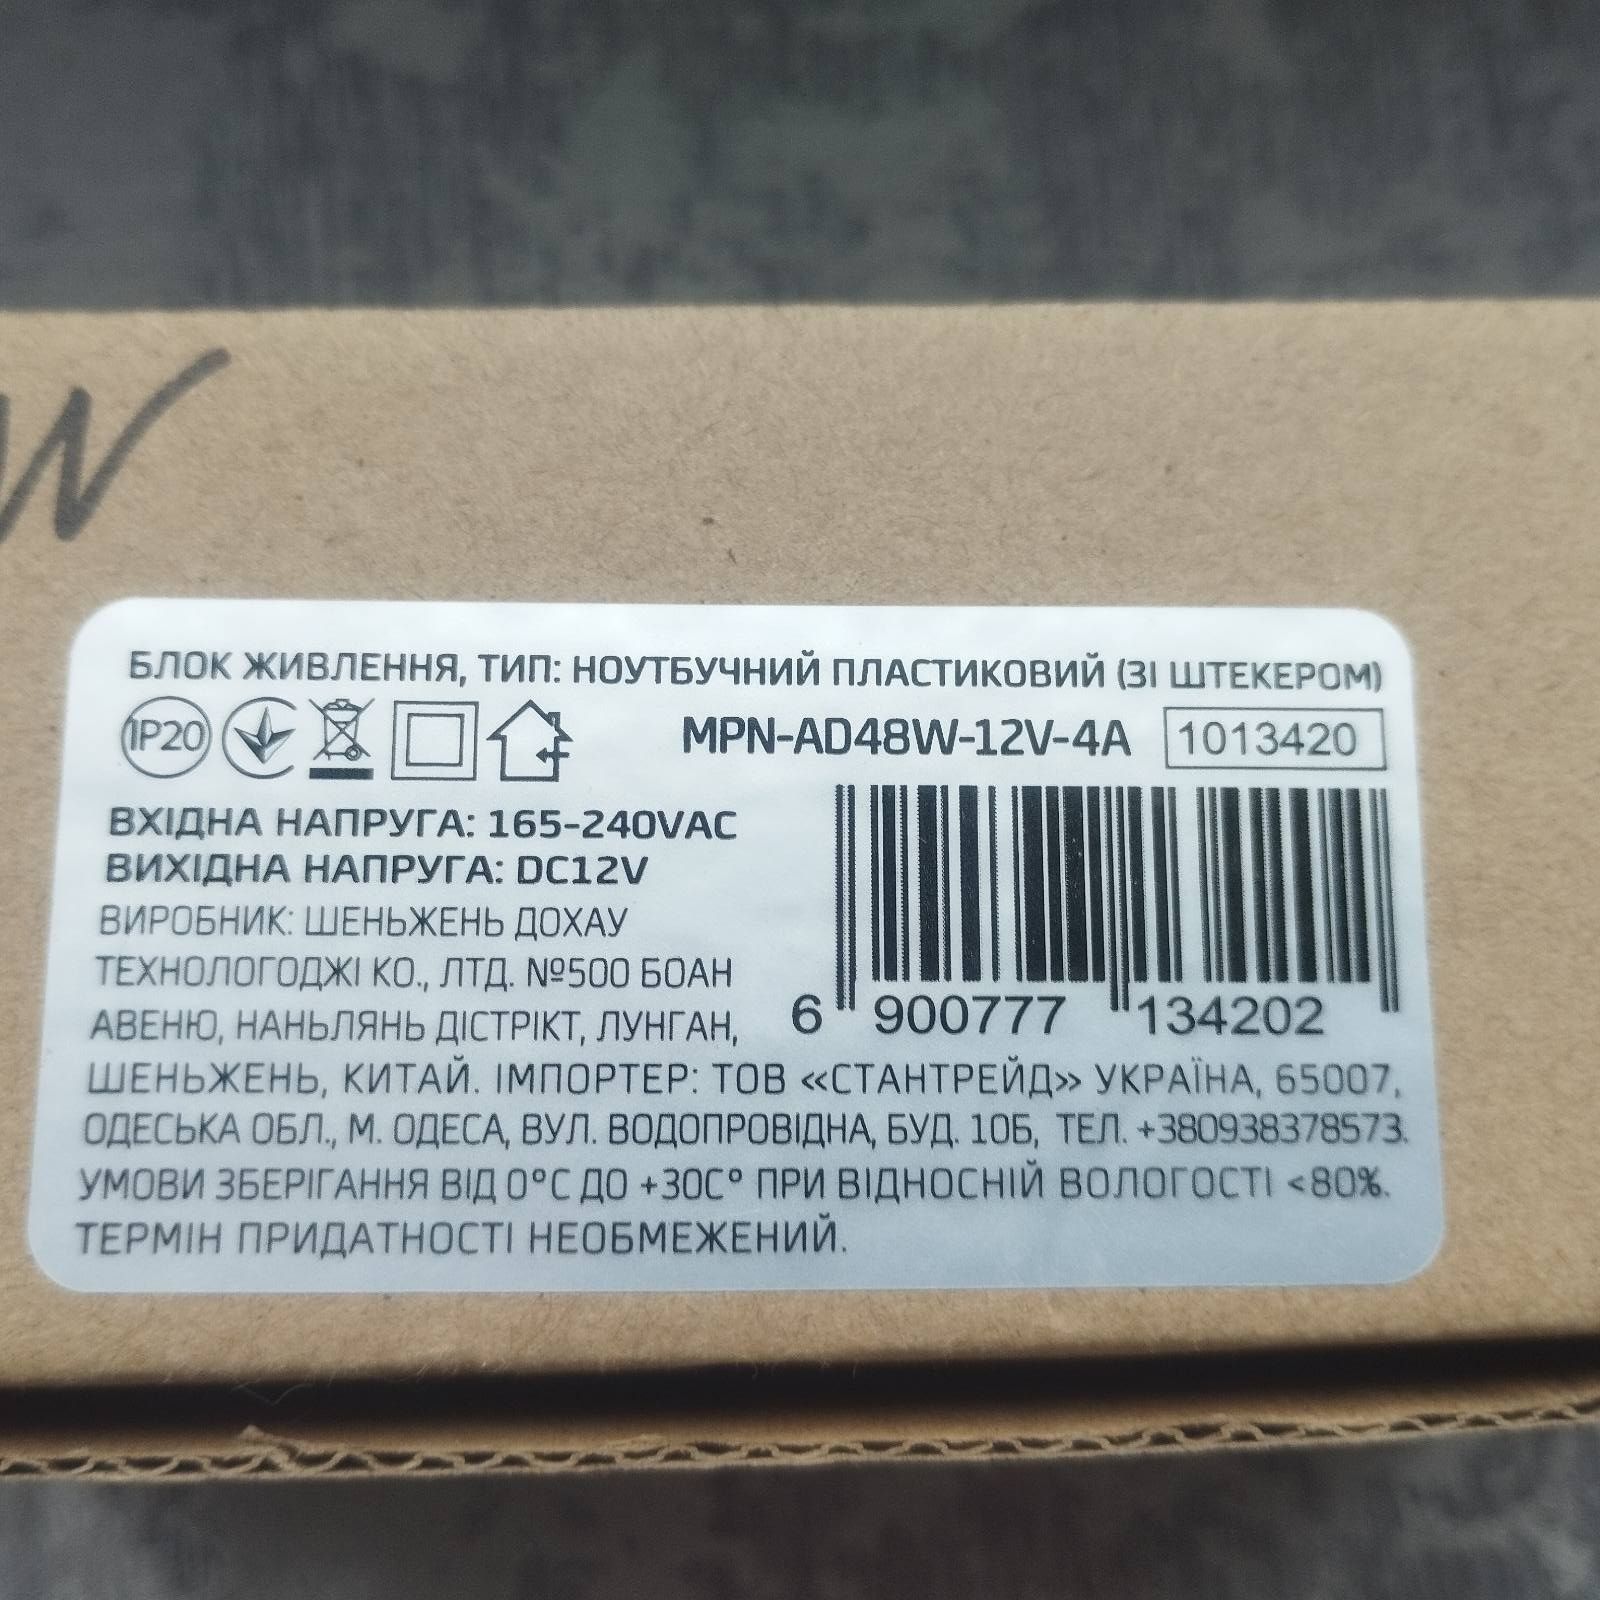 W
БЛОК ЖИВЛЕННЯ, ТИП: НОУТБУЧНИЙ ПЛАСТИКОВИЙ (ЗІ ШТЕКЕРОМ)
IP20 MPN-AD48W-12V-4A 1013420
ВХІДНА НАПРУГА: 165-240VAC
ВИХІДНА НАПРУГА: DC12V
ВИРОБНИК: ШЕНЬЖЕНЬ ДОХАУ
ТЕХНОЛОГОДЖІ КО., ЛТД. №500 БОАН
АВЕНЮ, НАНЬЛЯНЬ ДІСТРІКТ, ЛУНГАН,
6 900777 134202
ШЕНЬЖЕНЬ, КИТАЙ. ІМПОРТЕР: ТОВ «СТАНТРЕЙД» УКРАЇНА, 65007,
ОДЕСЬКА ОБЛ., М. ОДЕСА, ВУЛ. ВОДОПРОВІДНА, БУД. 10Б, ТЕЛ. +380938378573.
УМОВИ ЗБЕРІГАННЯ ВІД 0°С ДО +30С° ПРИ ВІДНОСНІЙ ВОЛОГОСТІ <80%.
ТЕРМІН ПРИДАТНОСТІ НЕОБМЕЖЕНИЙ.